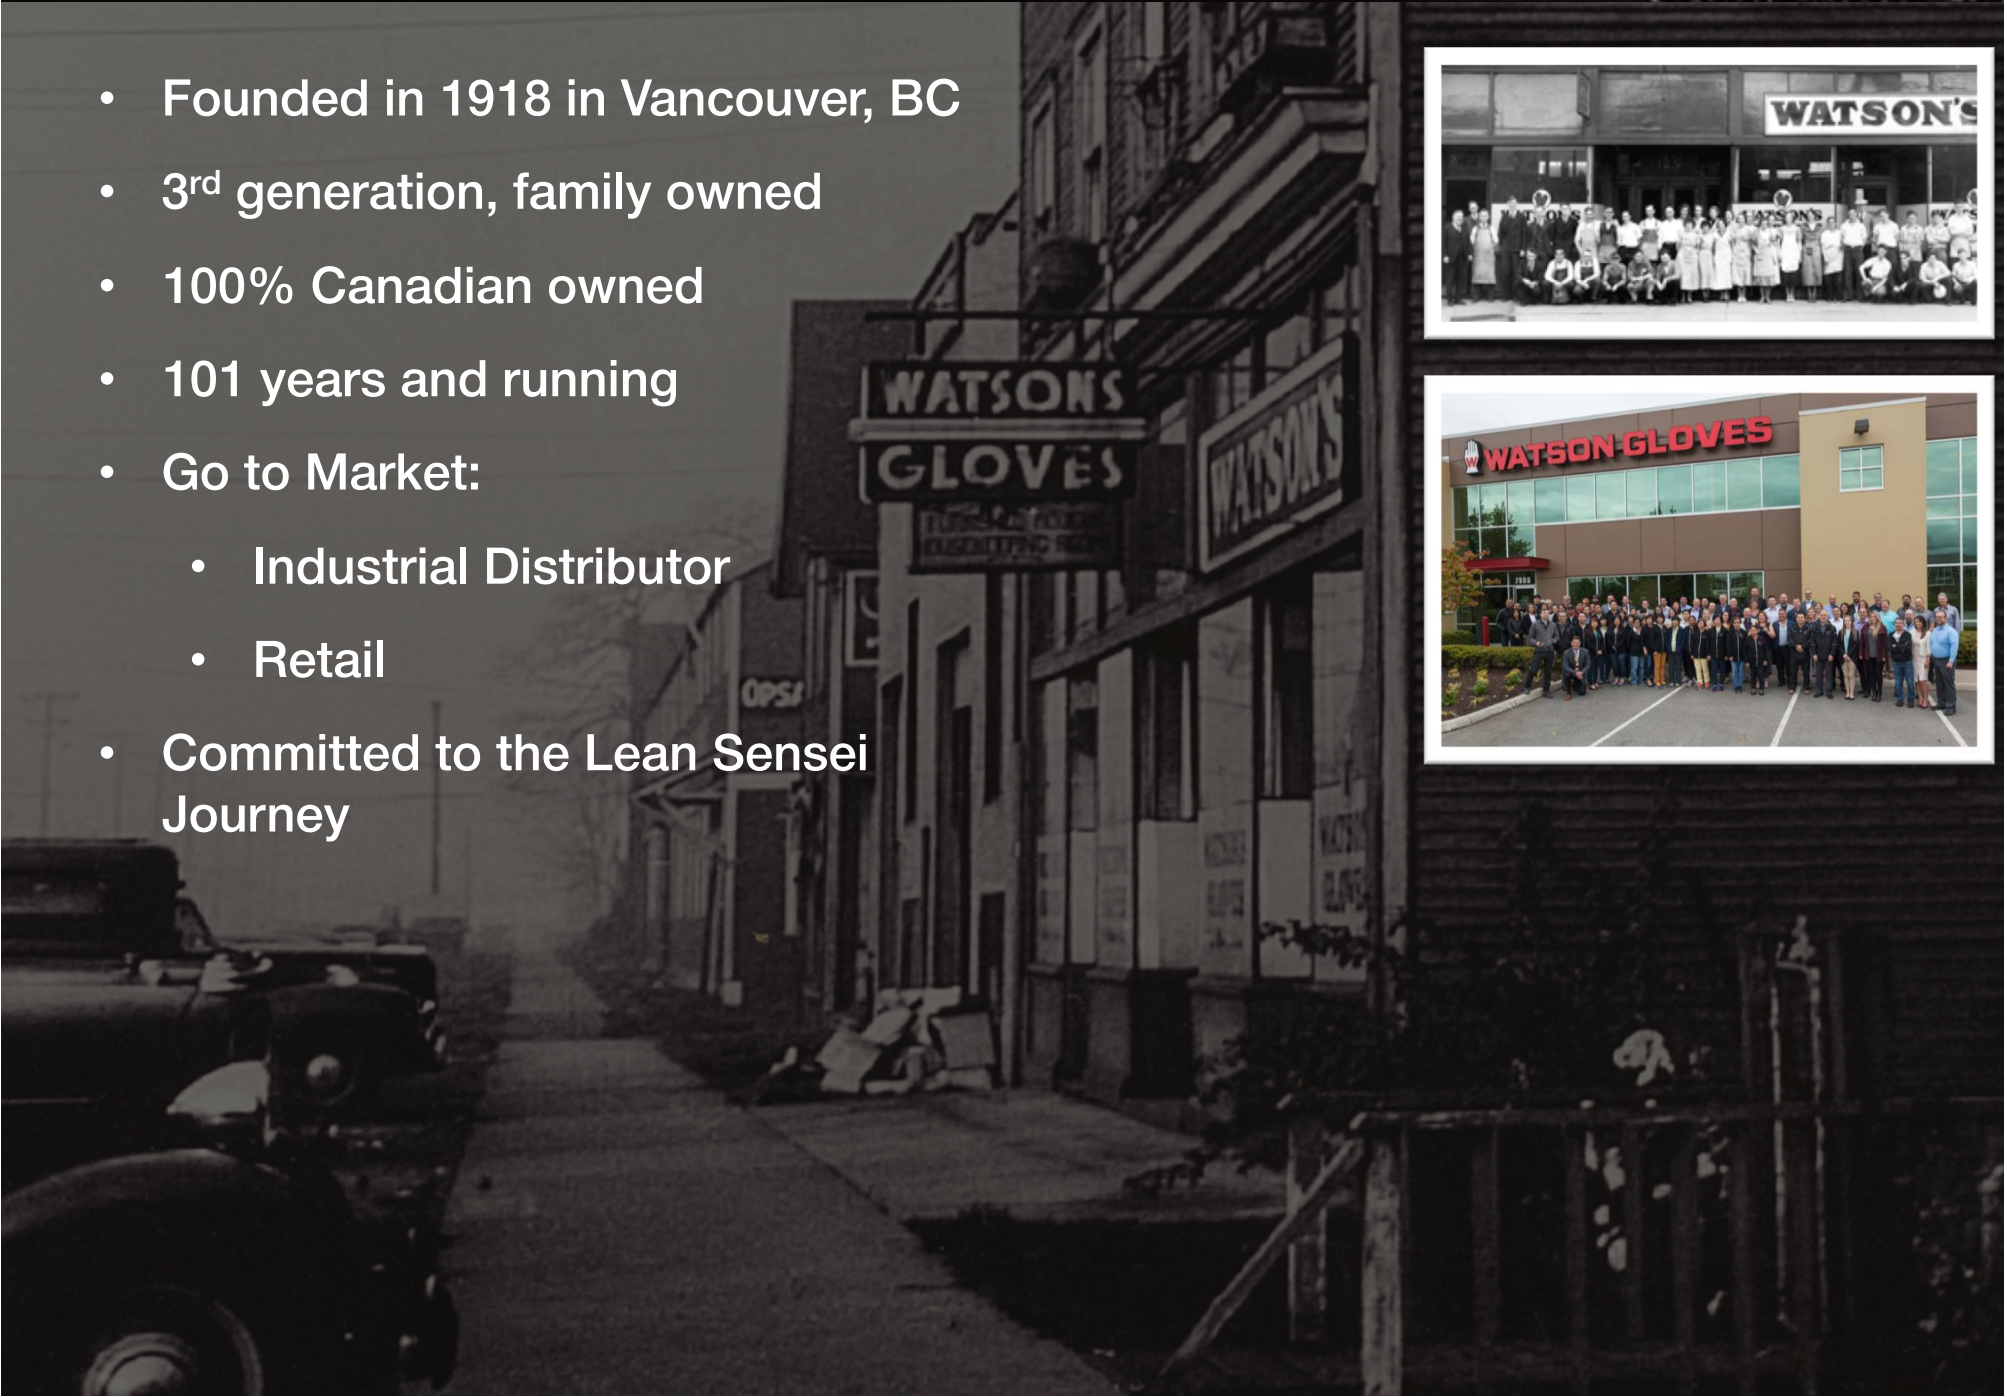 • Founded in 1918 in Vancouver, BC
• 3rd generation, family owned
• 100% Canadian owned
• 101 years and running
• Go to Market:
• Industrial Distributor
• Retail
• Committed to the Lean Sensei
Journey
WATSON'S
WATSON'S
WATSON GLOVES
WATSONS
GLOVES
WATSON'S